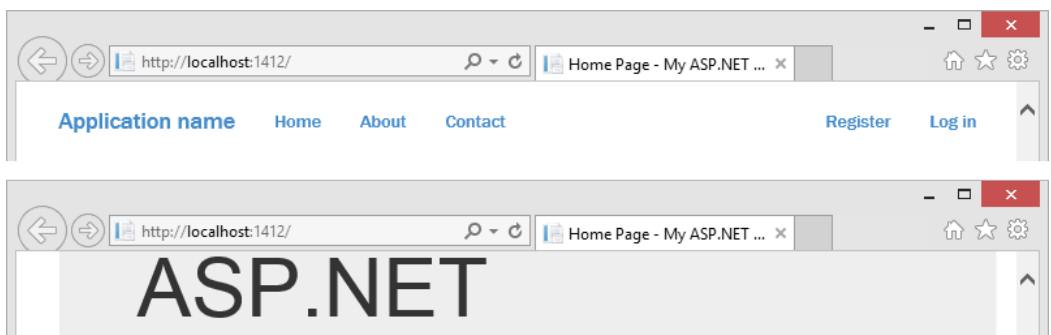 http://localhost:1412/ Home Page - My ASP.NET ...
Application name Home About Contact Register Log in
http://localhost:1412/ Home Page - My ASP.NET ...
ASP.NET